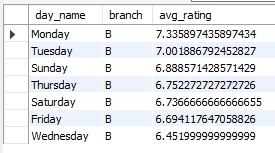 day_name branch avg_rating
Monday B 7.335897435897434
Tuesday B 7.001886792452827
Sunday B 6.888571428571429
Thursday B 6.752272727272726
Saturday B 6.7366666666666655
Friday B 6.694117647058826
Wednesday B 6.451999999999999